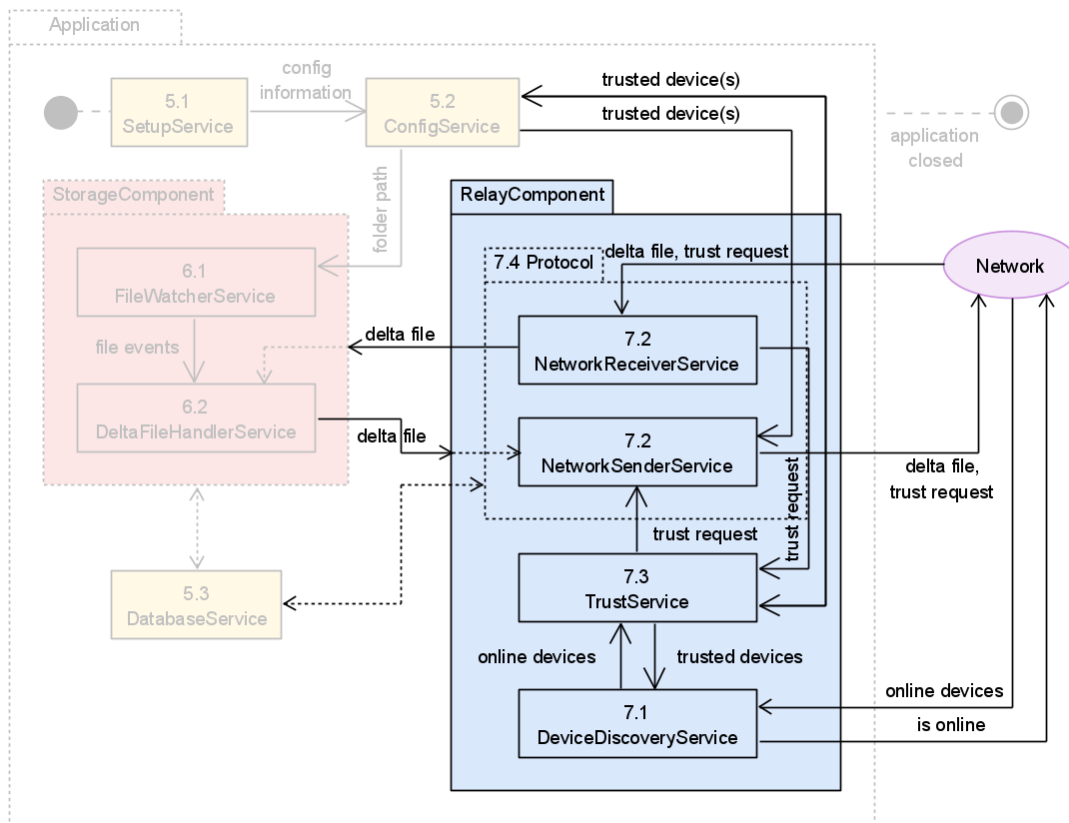 Application
config
information
trusted device(s)
5.1
SetupService
5.2
ConfigService
trusted device(s)
application
closed
folder path
StorageComponent
RelayComponent
6.1
FileWatcherService
7.4 Protocol
delta file, trust request
Network
file events
delta file
7.2
NetworkReceiverService
6.2
DeltaFileHandlerService
delta file
7.2
NetworkSenderService
delta file,
trust request
trust request
trust request
5.3
DatabaseService
7.3
TrustService
online devices
trusted devices
online devices
7.1
DeviceDiscoveryService
is online